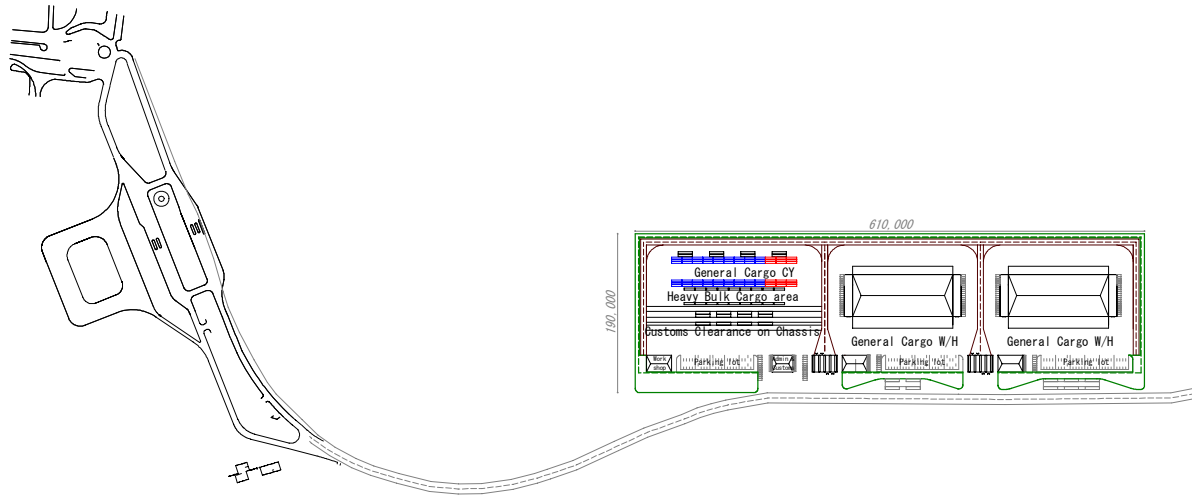 610,000
190,000
General Cargo CY
Heavy Bulk Cargo area
Customs Clearance on Chassis
General Cargo W/H
General Cargo W/H
Work
shop
Parking lot
Admin &
Customs
Parking lot
Parking lot